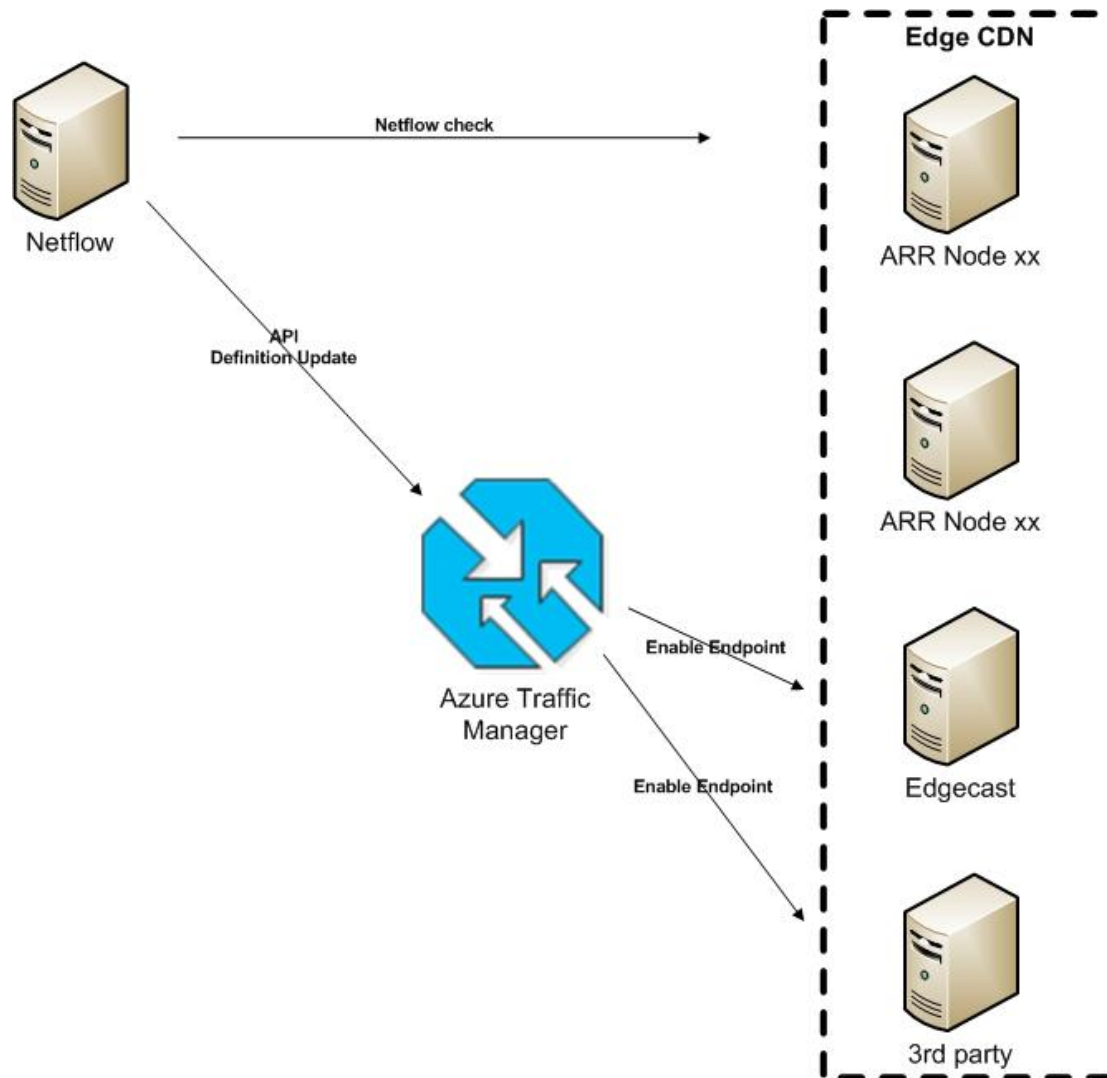 Edge CDN
Netflow check
Netflow
ARR Node xx
API
Definition Update
ARR Node xx
Enable Endpoint
Azure Traffic
Manager
Enable Endpoint
Edgecast
3rd party